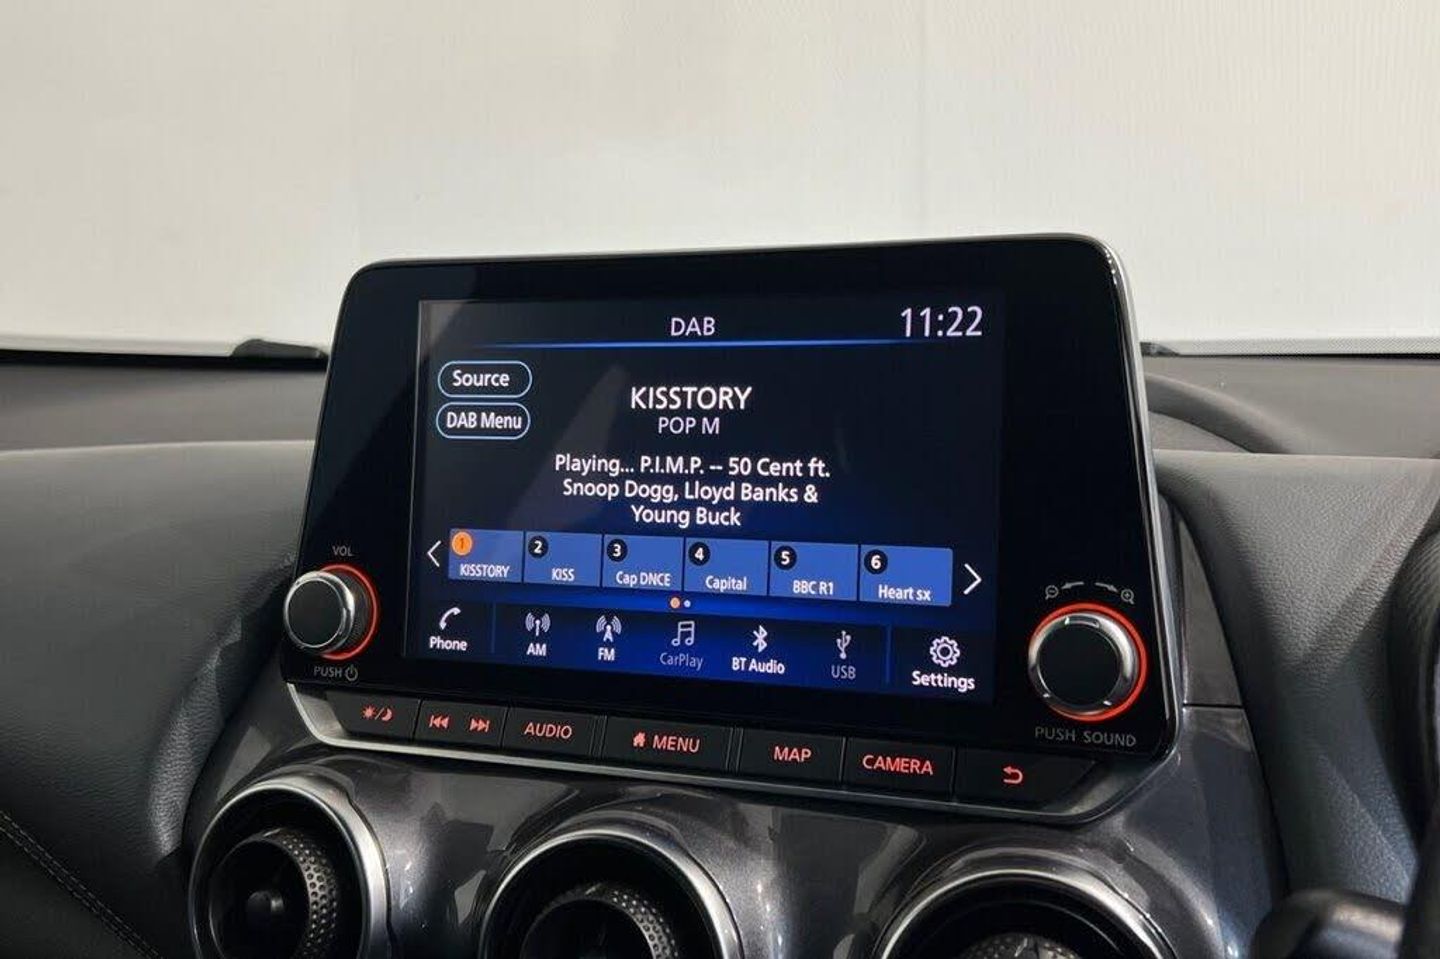 DAB
11:22
Source
DAB Menu
KISSTORY
POP M
Playing... P.I.M.P. -- 50 Cent ft.
Snoop Dogg, Lloyd Banks &
Young Buck
1 KISSTORY
2 KISS
3 Cap DNCE
4 Capital
5 BBC R1
6 Heart sx
Phone
AM
FM
CarPlay
BT Audio
USB
Settings
VOL
PUSH
PUSH SOUND
AUDIO
MENU
MAP
CAMERA